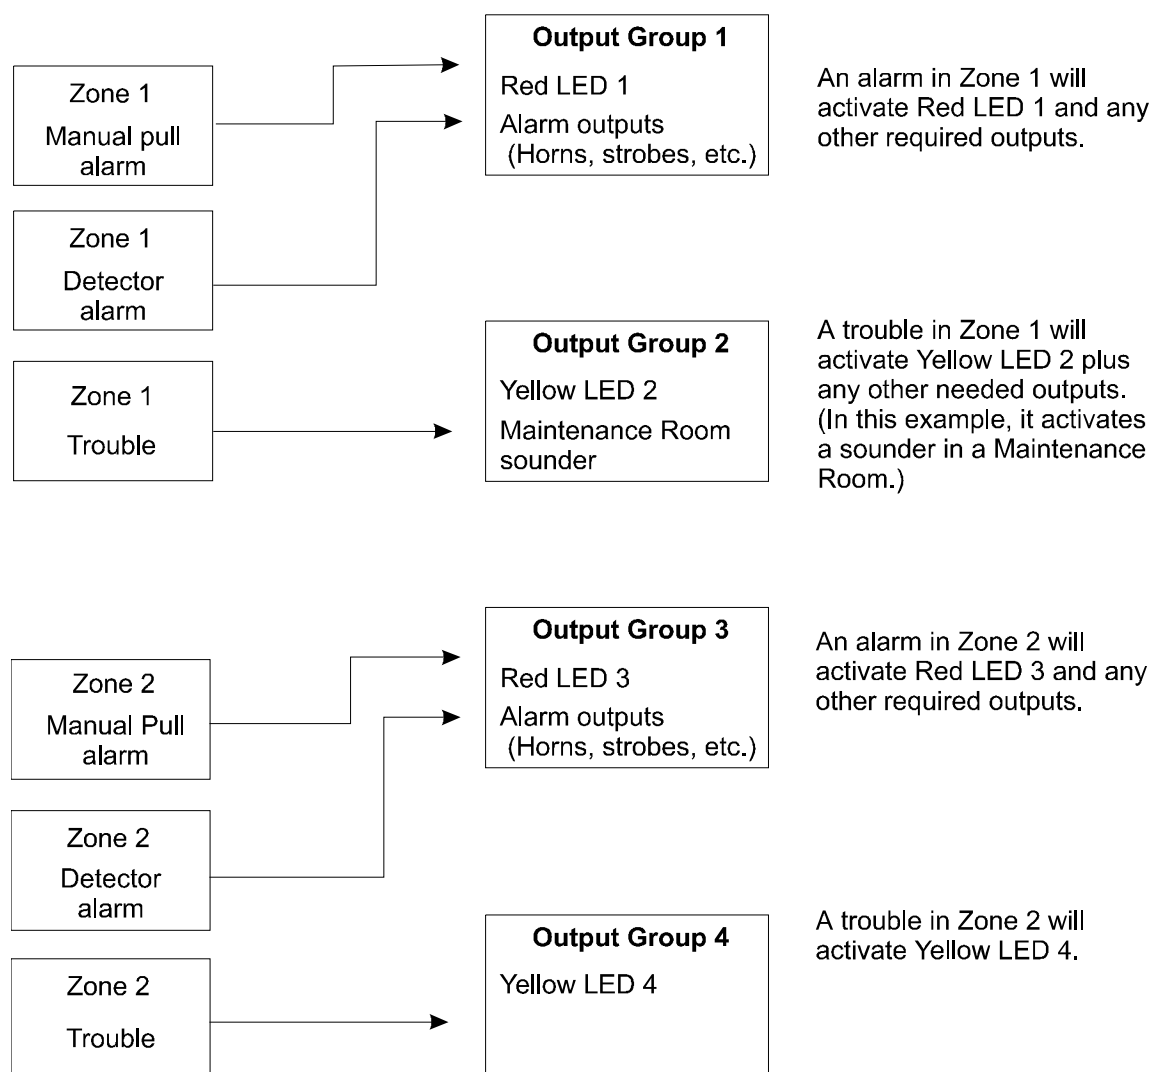 Zone 1
Manual pull
alarm
Zone 1
Detector
alarm
Zone 1
Trouble
Output Group 1
Red LED 1
Alarm outputs
(Horns, strobes, etc.)
An alarm in Zone 1 will
activate Red LED 1 and any
other required outputs.
Output Group 2
Yellow LED 2
Maintenance Room
sounder
A trouble in Zone 1 will
activate Yellow LED 2 plus
any other needed outputs.
(In this example, it activates
a sounder in a Maintenance
Room.)
Zone 2
Manual Pull
alarm
Zone 2
Detector
alarm
Zone 2
Trouble
Output Group 3
Red LED 3
Alarm outputs
(Horns, strobes, etc.)
An alarm in Zone 2 will
activate Red LED 3 and any
other required outputs.
Output Group 4
Yellow LED 4
A trouble in Zone 2 will
activate Yellow LED 4.